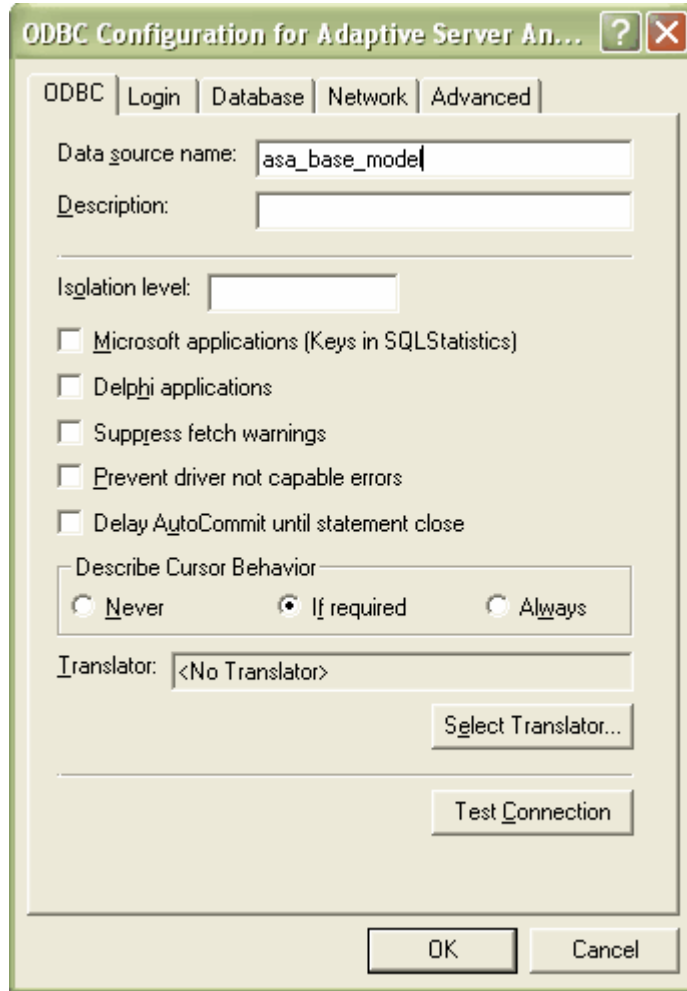 ODBC Configuration for Adaptive Server An...
ODBC Login Database Network Advanced
Data source name: asa_base_model
Description:
Isolation level:
Microsoft applications (Keys in SQLStatistics)
Delphi applications
Suppress fetch warnings
Prevent driver not capable errors
Delay AutoCommit until statement close
Describe Cursor Behavior
Never If required Always
Translator: <No Translator>
Select Translator...
Test Connection
OK Cancel